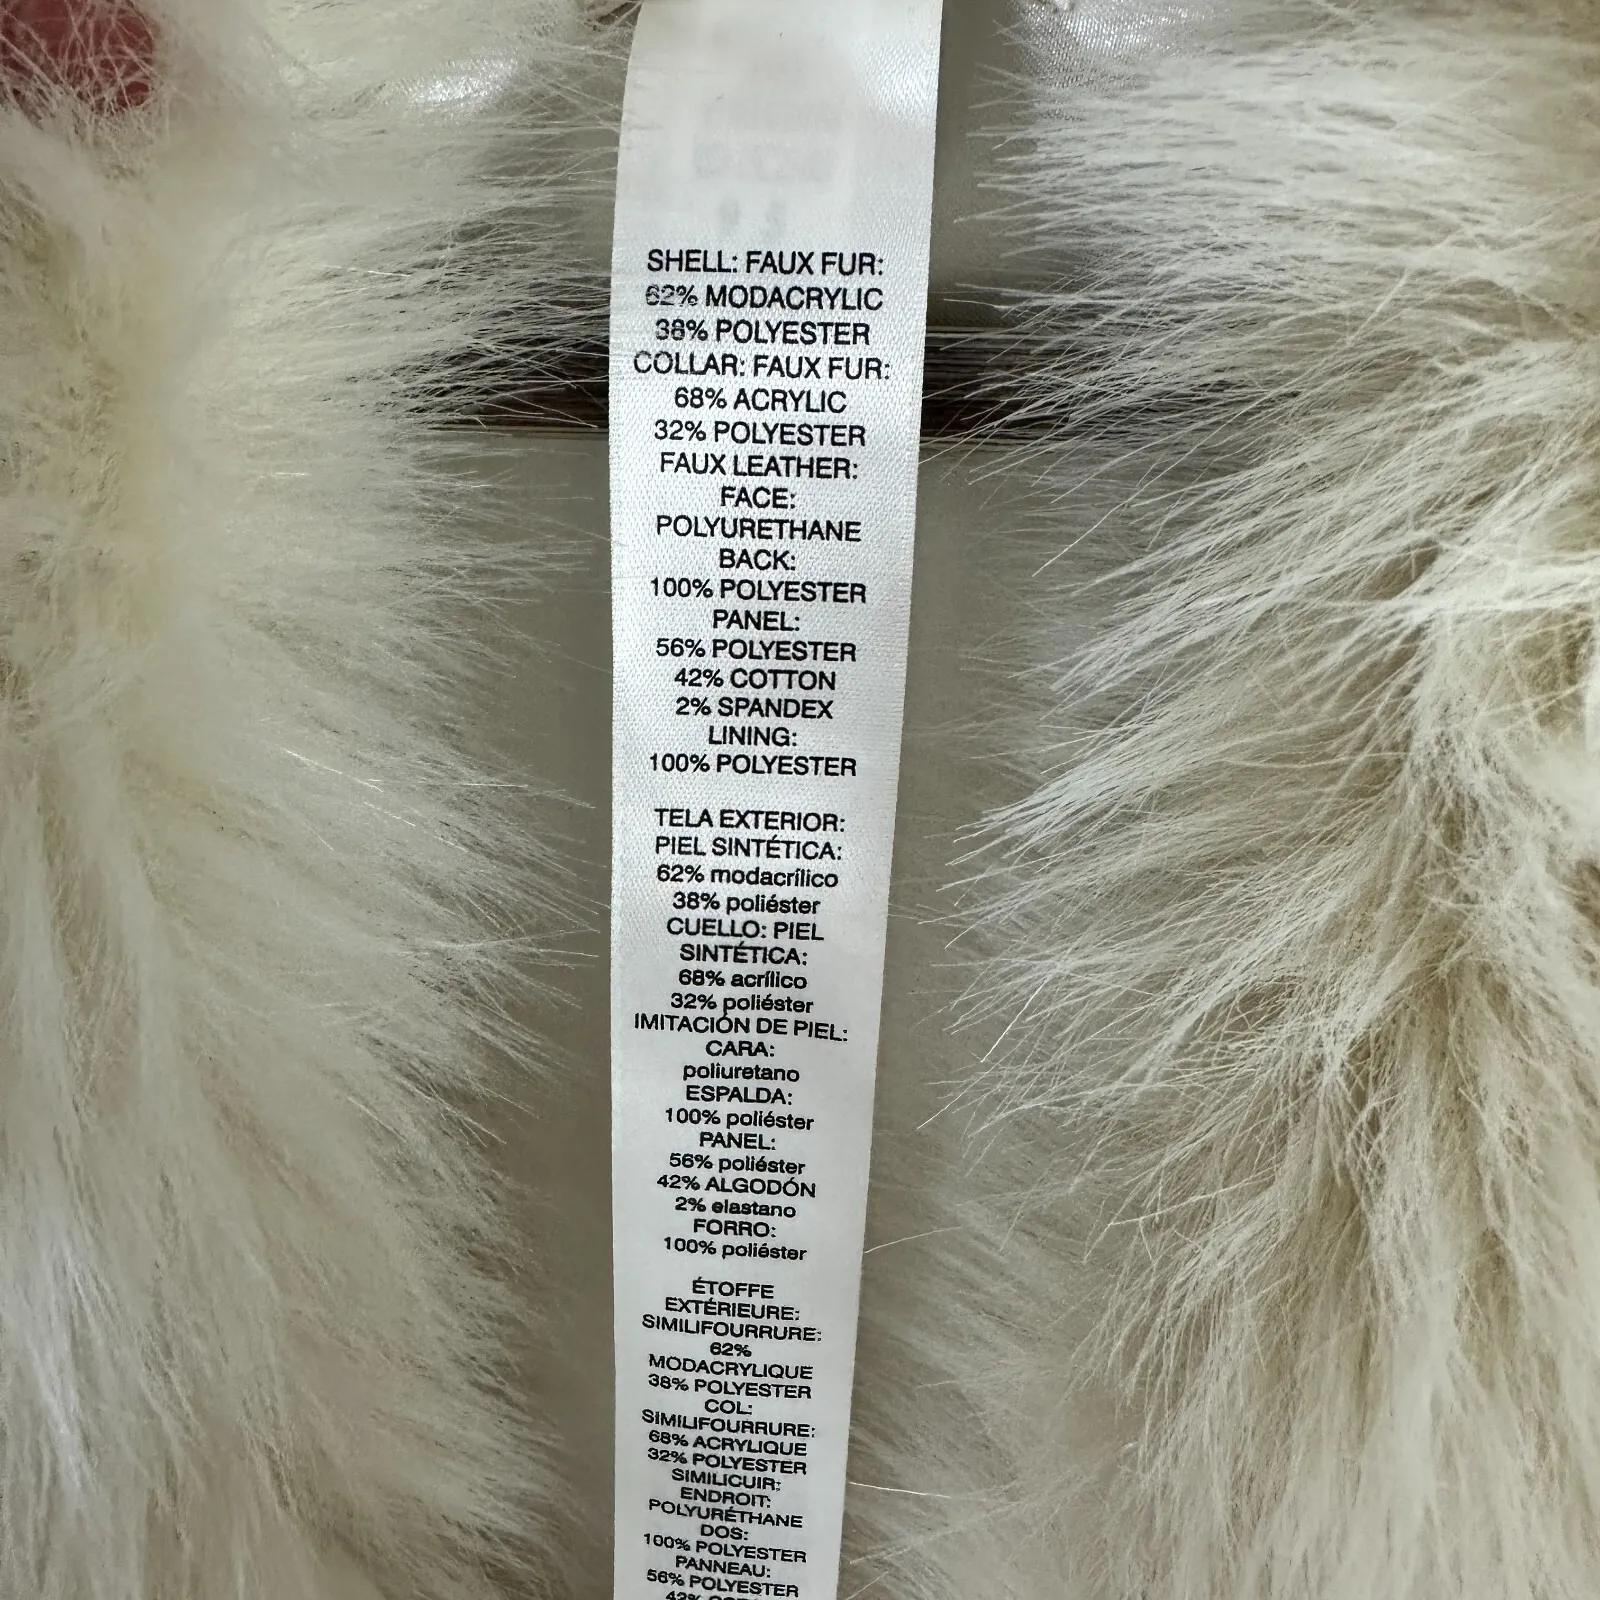 SHELL: FAUX FUR:
62% MODACRYLIC
38% POLYESTER
COLLAR: FAUX FUR:
68% ACRYLIC
32% POLYESTER
FAUX LEATHER:
FACE:
POLYURETHANE
BACK:
100% POLYESTER
PANEL:
56% POLYESTER
42% COTTON
2% SPANDEX
LINING:
100% POLYESTER
TELA EXTERIOR:
PIEL SINTÉTICA:
62% modacrílico
38% poliéster
CUELLO: PIEL
SINTÉTICA:
68% acrílico
32% poliéster
IMITACIÓN DE PIEL:
CARA:
poliuretano
ESPALDA:
100% poliéster
PANEL:
56% poliéster
42% ALGODÓN
2% elastano
FORRO:
100% poliéster
ÉTOFFE
EXTÉRIEURE:
SIMILIFOURRURE:
62%
MODACRYLIQUE
38% POLYESTER
COL:
SIMILIFOURRURE:
68% ACRYLIQUE
32% POLYESTER
SIMILICUIR:
ENDROIT:
POLYURÉTHANE
DOS:
100% POLYESTER
PANNEAU:
56% POLYESTER
42%